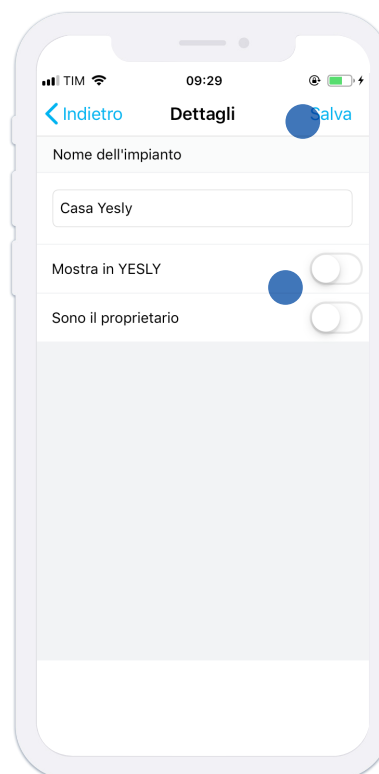 TIM 09:29
Indietro Dettagli Salva
Nome dell'impianto
Casa Yesly
Mostra in YESLY
Sono il proprietario